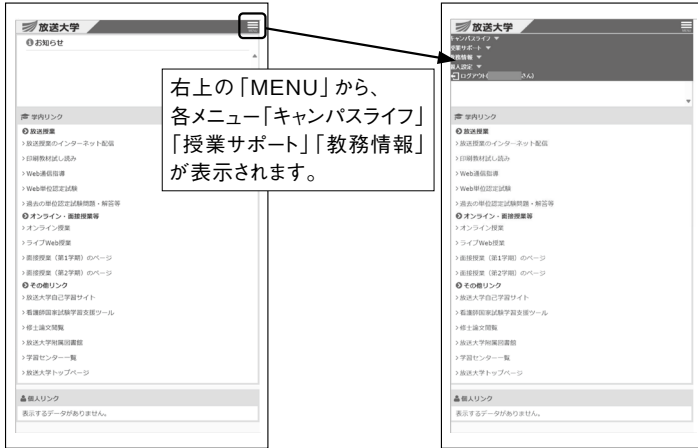 放送大学
お知らせ
学内リンク
放送授業
>放送授業のインターネット配信
>印刷教材試し読み
>Web通信指導
>Web単位認定試験
>過去の単位認定試験問題・解答等
オンライン・面接授業等
>オンライン授業
>ライブWeb授業
>面接授業（第1学期）のページ
>面接授業（第2学期）のページ
その他リンク
>放送大学自己学習サイト
>看護師国家試験学習支援ツール
>修士論文閲覧
>放送大学附属図書館
>学習センター一覧
>放送大学トップページ
個人リンク
表示するデータがありません。
右上の「MENU」から、
各メニュー「キャンパスライフ」
「授業サポート」「教務情報」
が表示されます。
放送大学
MENU
キャンパスライフ ▼
授業サポート ▼
教務情報 ▼
個人設定 ▼
ログアウト( さん)
学内リンク
放送授業
>放送授業のインターネット配信
>印刷教材試し読み
>Web通信指導
>Web単位認定試験
>過去の単位認定試験問題・解答等
オンライン・面接授業等
>オンライン授業
>ライブWeb授業
>面接授業（第1学期）のページ
>面接授業（第2学期）のページ
その他リンク
>放送大学自己学習サイト
>看護師国家試験学習支援ツール
>修士論文閲覧
>放送大学附属図書館
>学習センター一覧
>放送大学トップページ
個人リンク
表示するデータがありません。